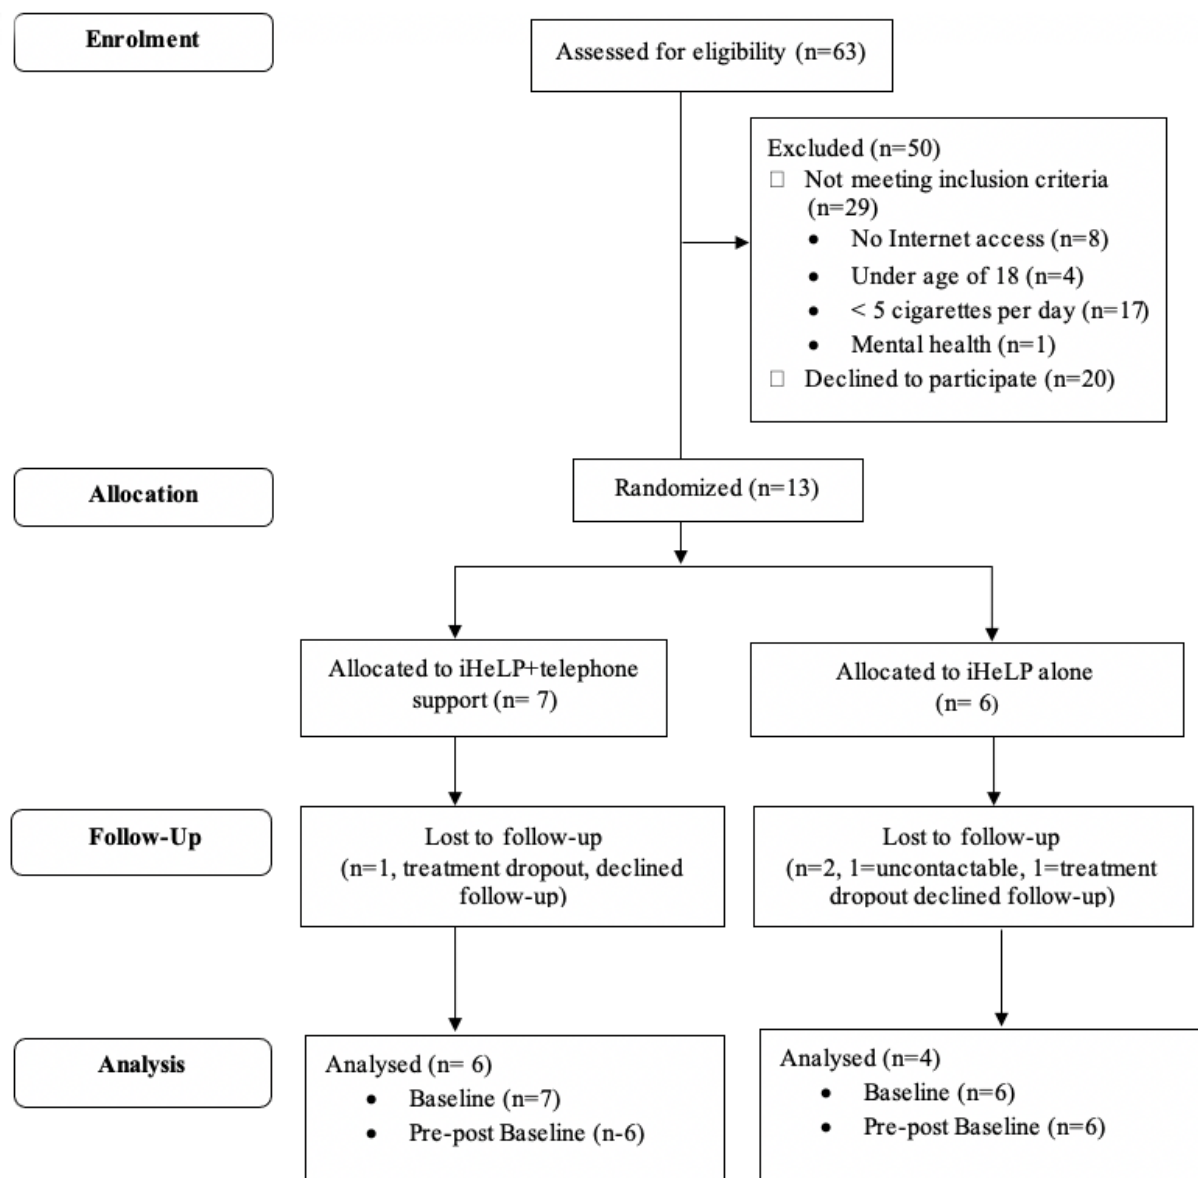 Enrolment
Assessed for eligibility (n=63)
Excluded (n=50)
□ Not meeting inclusion criteria
(n=29)
• No Internet access (n=8)
• Under age of 18 (n=4)
• < 5 cigarettes per day (n=17)
• Mental health (n=1)
□ Declined to participate (n=20)
Allocation
Randomized (n=13)
Allocated to iHeLP+telephone
support (n= 7)
Allocated to iHeLP alone
(n= 6)
Follow-Up
Lost to follow-up
(n=1, treatment dropout, declined
follow-up)
Lost to follow-up
(n=2, 1=uncontactable, 1=treatment
dropout declined follow-up)
Analysis
Analysed (n= 6)
• Baseline (n=7)
• Pre-post Baseline (n-6)
Analysed (n=4)
• Baseline (n=6)
• Pre-post Baseline (n=6)